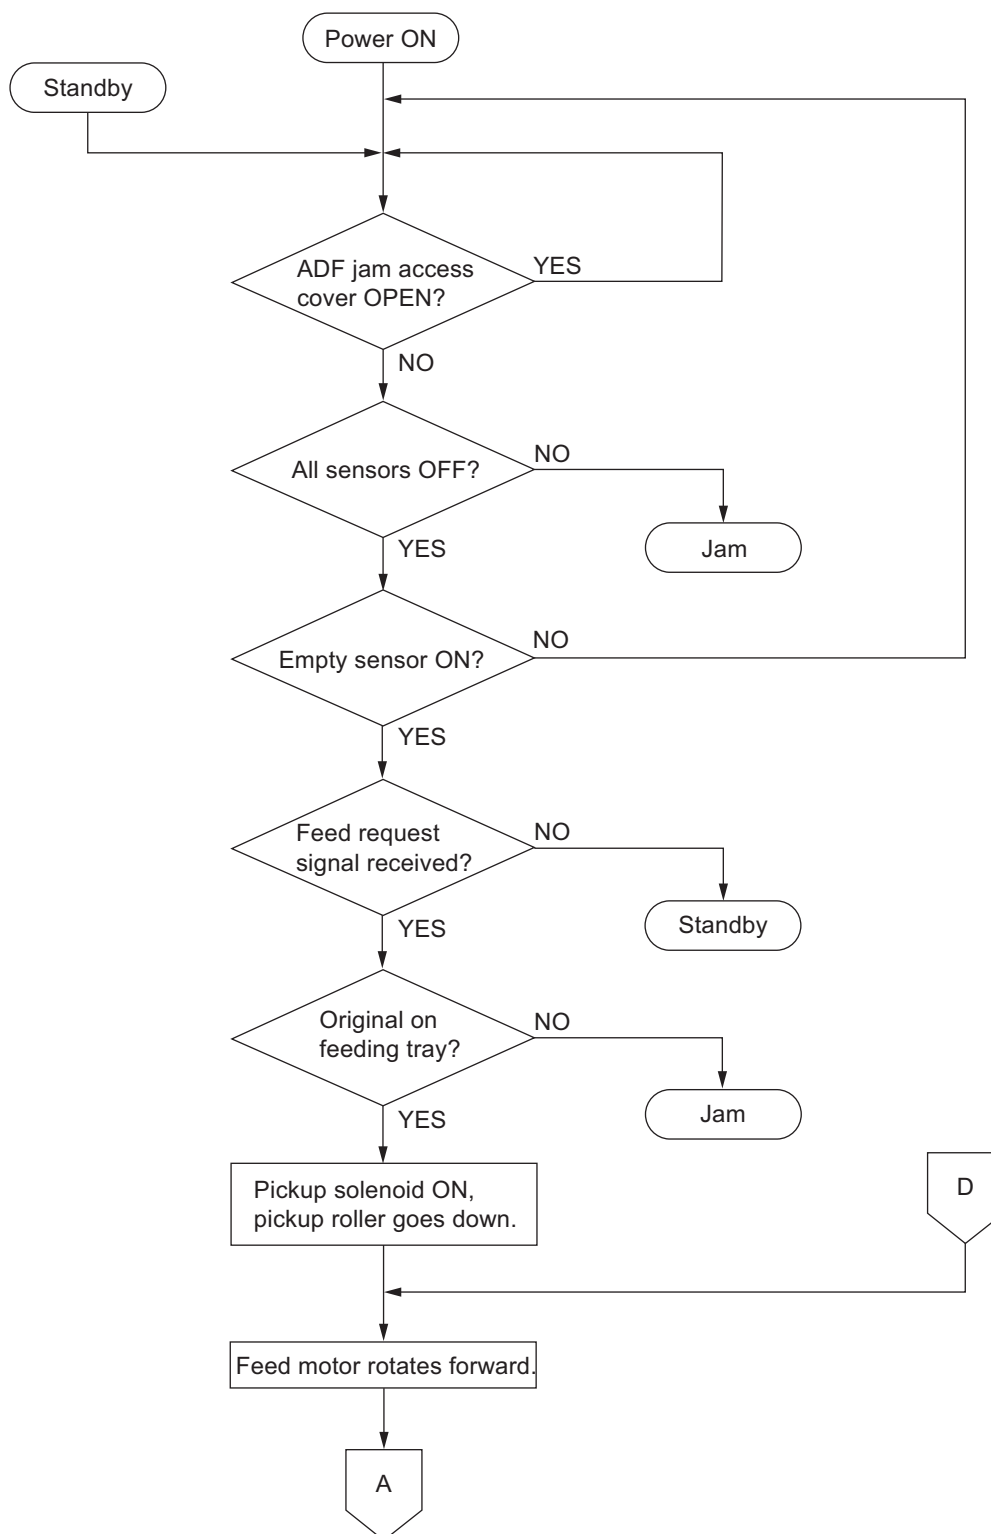 Power ON
Standby
ADF jam access
cover OPEN?
YES
NO
All sensors OFF?
NO
Jam
YES
Empty sensor ON?
NO
YES
Feed request
signal received?
NO
Standby
YES
Original on
feeding tray?
NO
Jam
YES
Pickup solenoid ON,
pickup roller goes down.
D
Feed motor rotates forward.
A